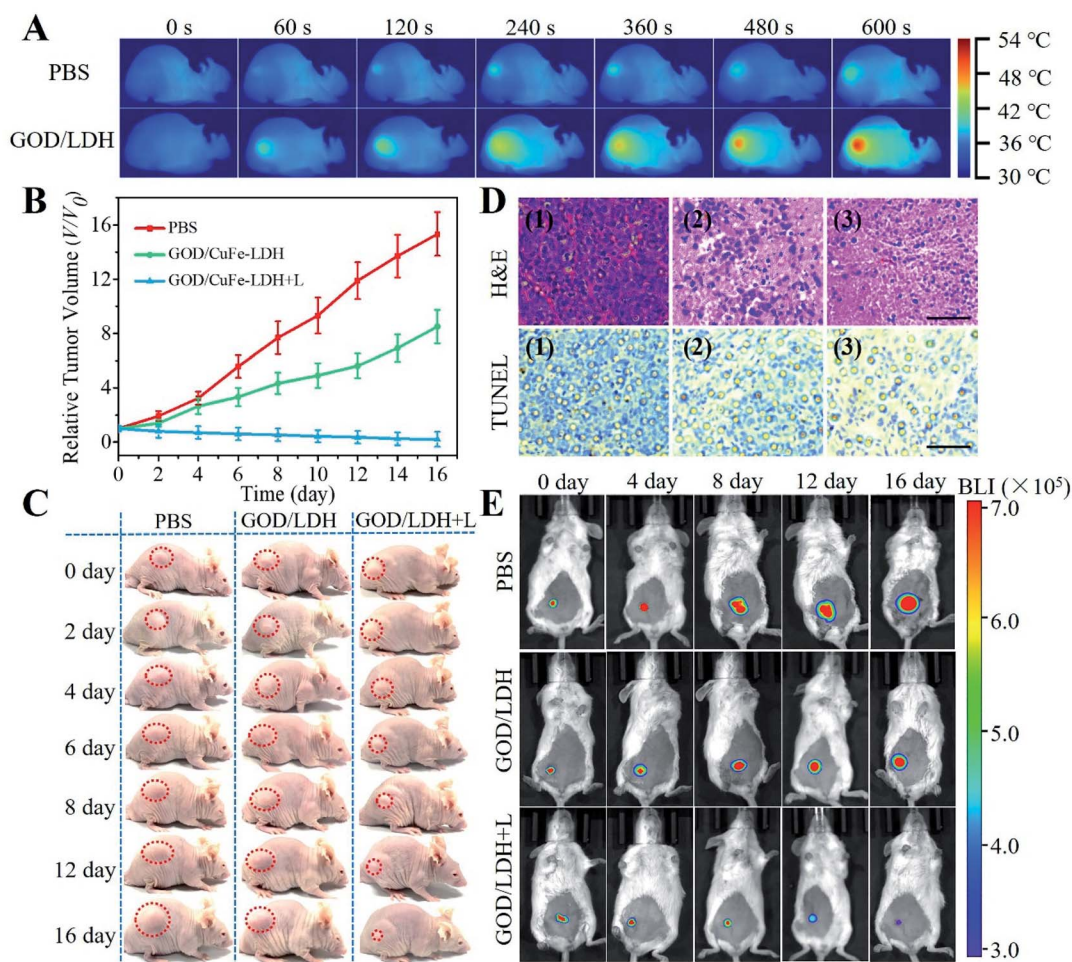 A
0 s 60 s 120 s 240 s 360 s 480 s 600 s
PBS
GOD/LDH
54 °C
48 °C
42 °C
36 °C
30 °C
B
Relative Tumor Volume (V/V0)
16
12
8
4
0
PBS
GOD/CuFe-LDH
GOD/CuFe-LDH+L
0 2 4 6 8 10 12 14 16
Time (day)
C
PBS GOD/LDH GOD/LDH+L
0 day
2 day
4 day
6 day
8 day
12 day
16 day
D
H&E
(1) (2) (3)
TUNEL
(1) (2) (3)
E
0 day 4 day 8 day 12 day 16 day
BLI (×10⁵)
PBS
GOD/LDH
GOD/LDH+L
7.0
6.0
5.0
4.0
3.0